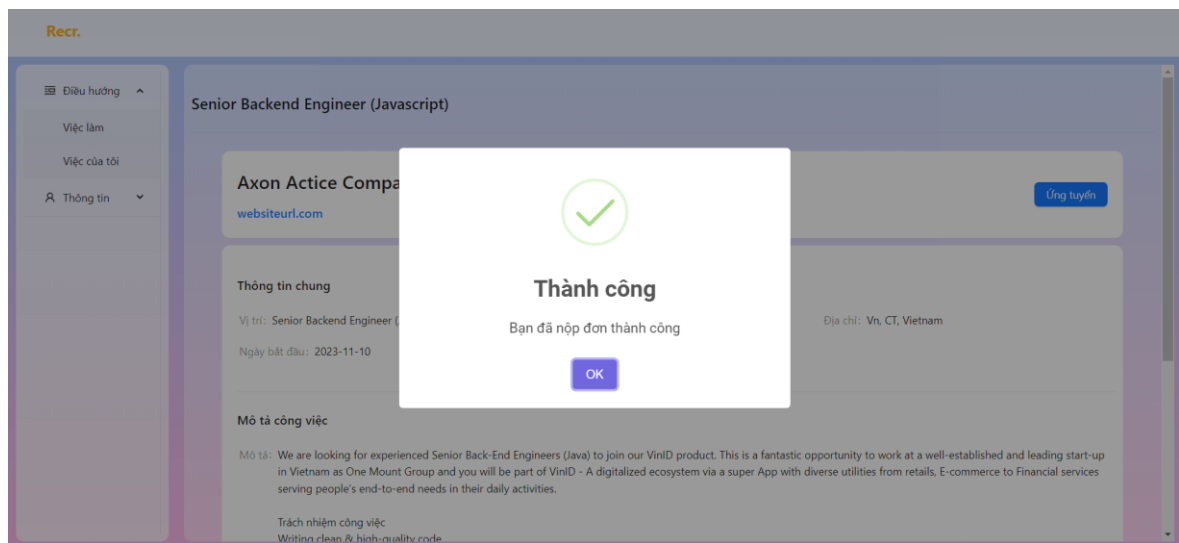 Recr.
Điều hướng
Việc làm
Việc của tôi
Thông tin
Senior Backend Engineer (Javascript)
Axon Actice Compa
websiteurl.com
Ứng tuyển
Thành công
Bạn đã nộp đơn thành công
OK
Thông tin chung
Vị trí: Senior Backend Engineer (
Địa chỉ: Vn, CT, Vietnam
Ngày bắt đầu: 2023-11-10
Mô tả công việc
Mô tả: We are looking for experienced Senior Back-End Engineers (Java) to join our VinID product. This is a fantastic opportunity to work at a well-established and leading start-up
in Vietnam as One Mount Group and you will be part of VinID - A digitalized ecosystem via a super App with diverse utilities from retails, E-commerce to Financial services
serving people's end-to-end needs in their daily activities.
Trách nhiệm công việc
Writing clean & high-quality code